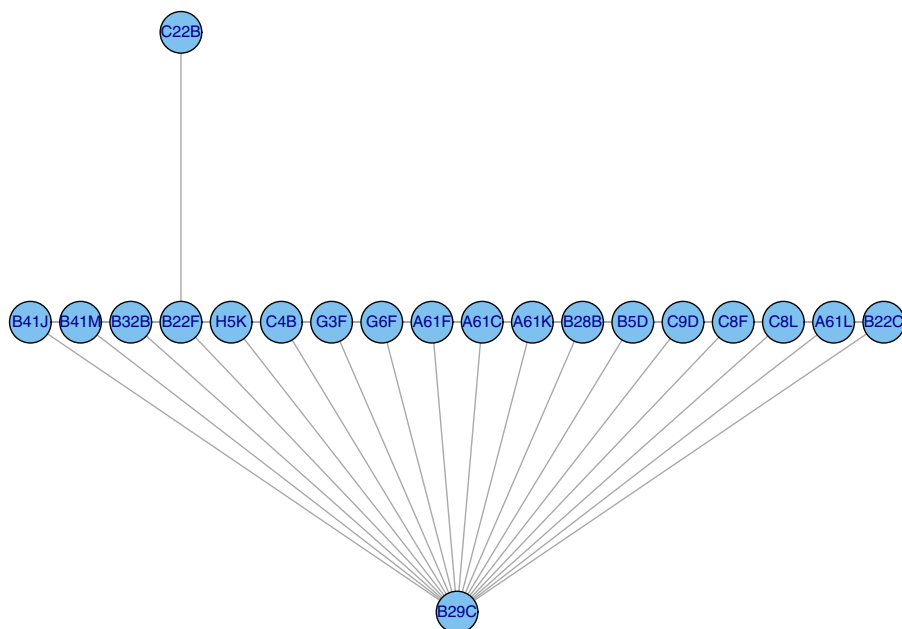 C22B
B41J B41M B32B B22F H5K C4B G3F G6F A61F A61C A61K B28B B5D C9D C8F C8L A61L B22C
B29C